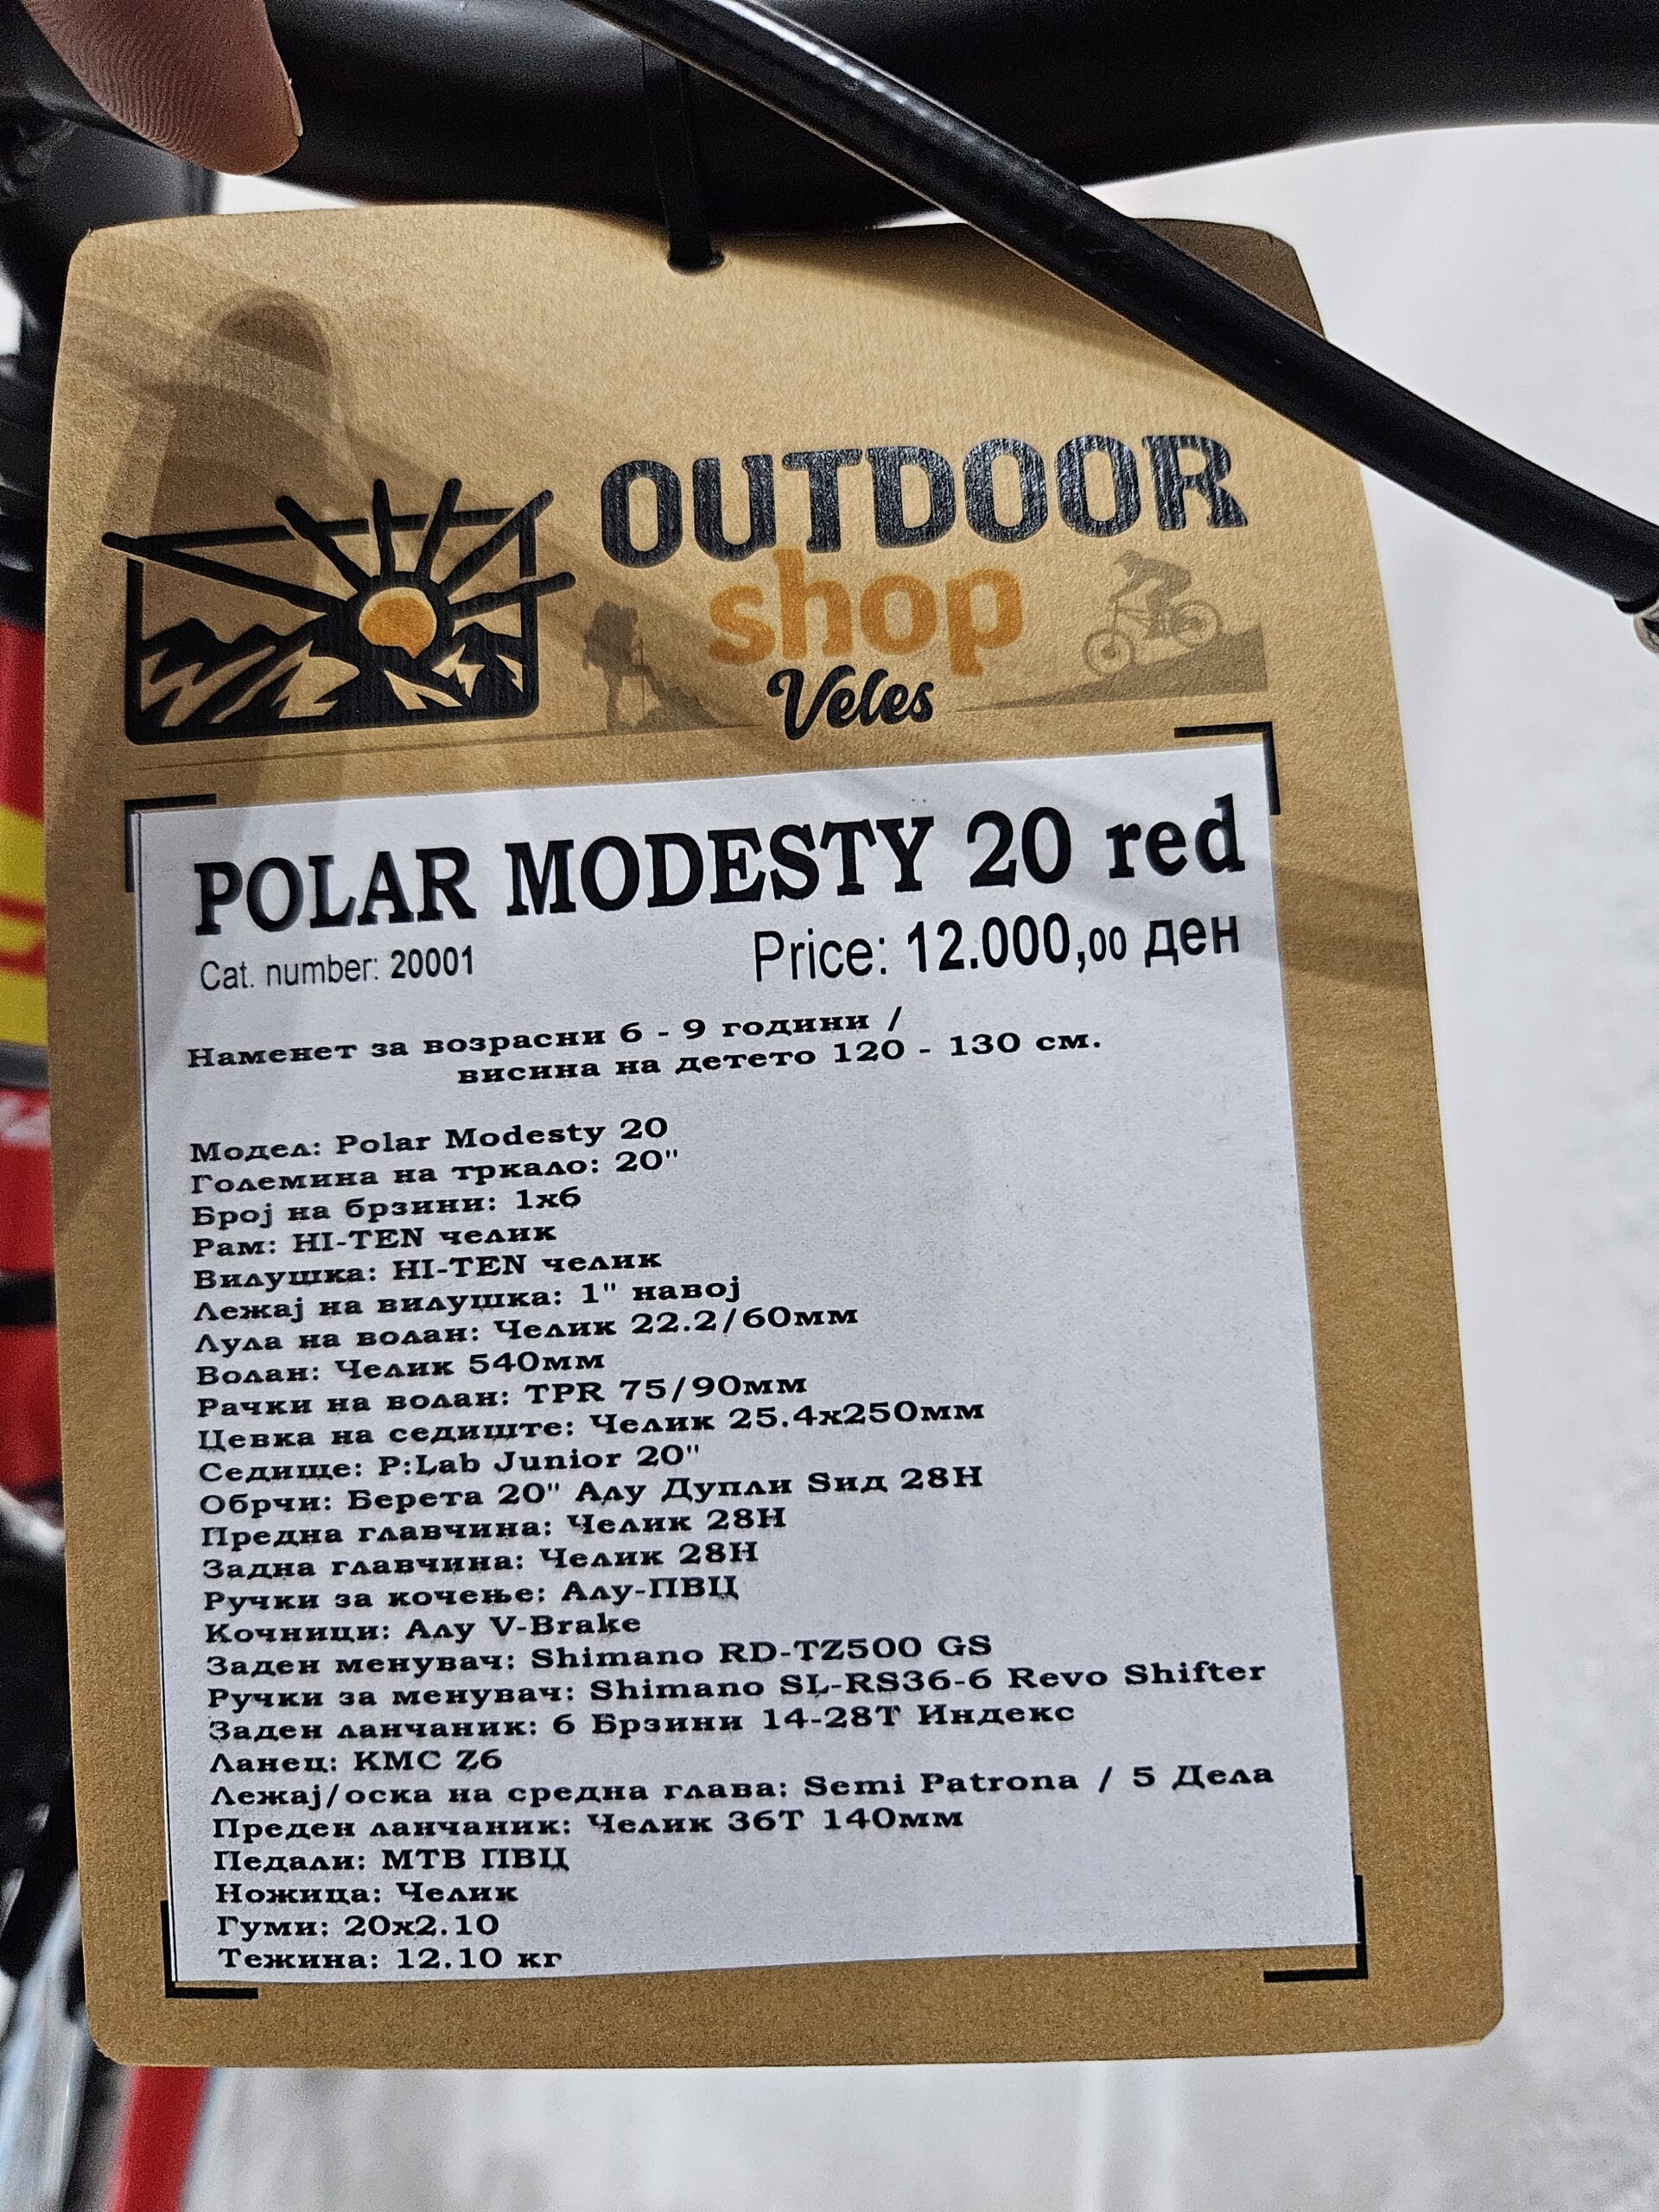 OUTDOOR
shop
Veles
POLAR MODESTY 20 red
Cat. number: 20001 Price: 12.000,00 ден
Наменет за возрасни 6 - 9 години /
висина на детето 120 - 130 см.
Модел: Polar Modesty 20
Големина на тркало: 20"
Број на брзини: 1x6
Рам: HI-TEN челик
Вилушка: HI-TEN челик
Лежај на вилушка: 1" навој
Лула на волан: Челик 22.2/60мм
Волан: Челик 540мм
Рачки на волан: TPR 75/90мм
Цевка на седиште: Челик 25.4x250мм
Седище: P:Lab Junior 20"
Обрчи: Берета 20" Алу Дупли Ѕид 28H
Предна главчина: Челик 28H
Задна главчина: Челик 28H
Ручки за кочење: Алу-ПВЦ
Кочници: Алу V-Brake
Заден менувач: Shimano RD-TZ500 GS
Ручки за менувач: Shimano SL-RS36-6 Revo Shifter
Заден ланчаник: 6 Брзини 14-28T Индекс
Ланец: KMC Z6
Лежај/оска на средна глава: Semi Patrona / 5 Дела
Преден ланчаник: Челик 36T 140мм
Педали: MTB ПВЦ
Ножица: Челик
Гуми: 20x2.10
Тежина: 12.10 кг